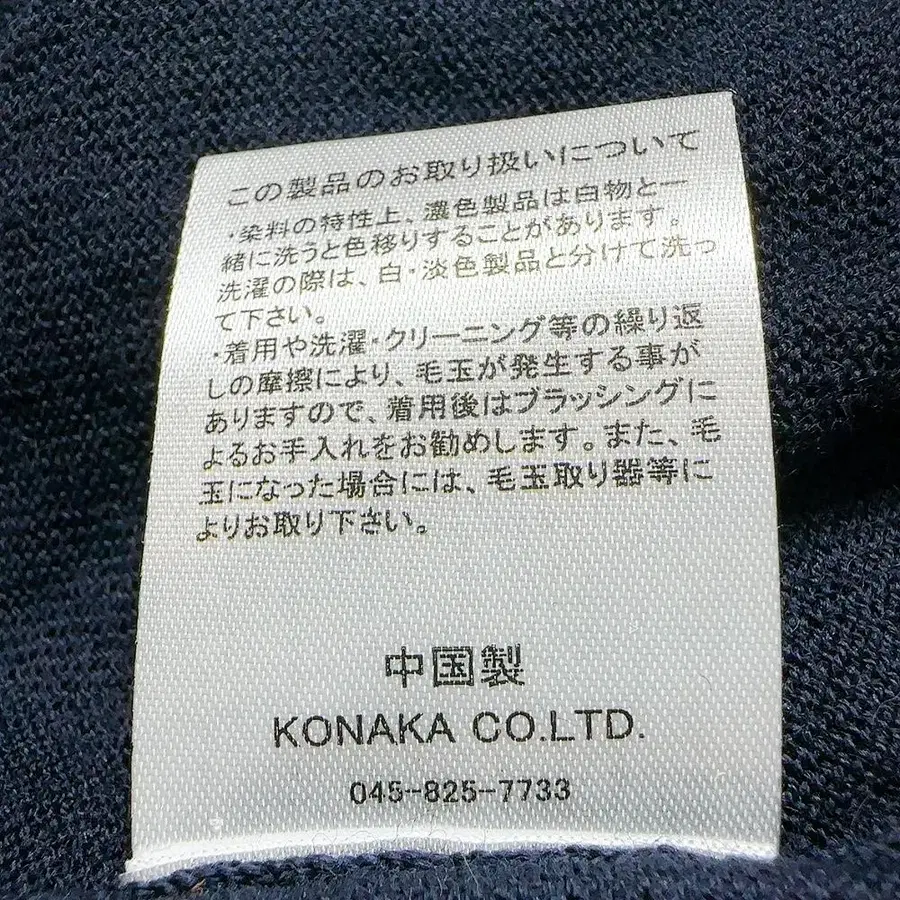 この製品のお取り扱いについて
・染料の特性上、濃色製品は白物と一
緒に洗うと色移りすることがあります。
洗濯の際は、白・淡色製品と分けて洗っ
て下さい。
・着用や洗濯・クリーニング等の繰り返
しの摩擦により、毛玉が発生する事が
ありますので、着用後はブラッシングに
よるお手入れをお勧めします。また、毛
玉になった場合には、毛玉取り器等に
よりお取り下さい。
中国製
KONAKA CO.LTD.
045-825-7733